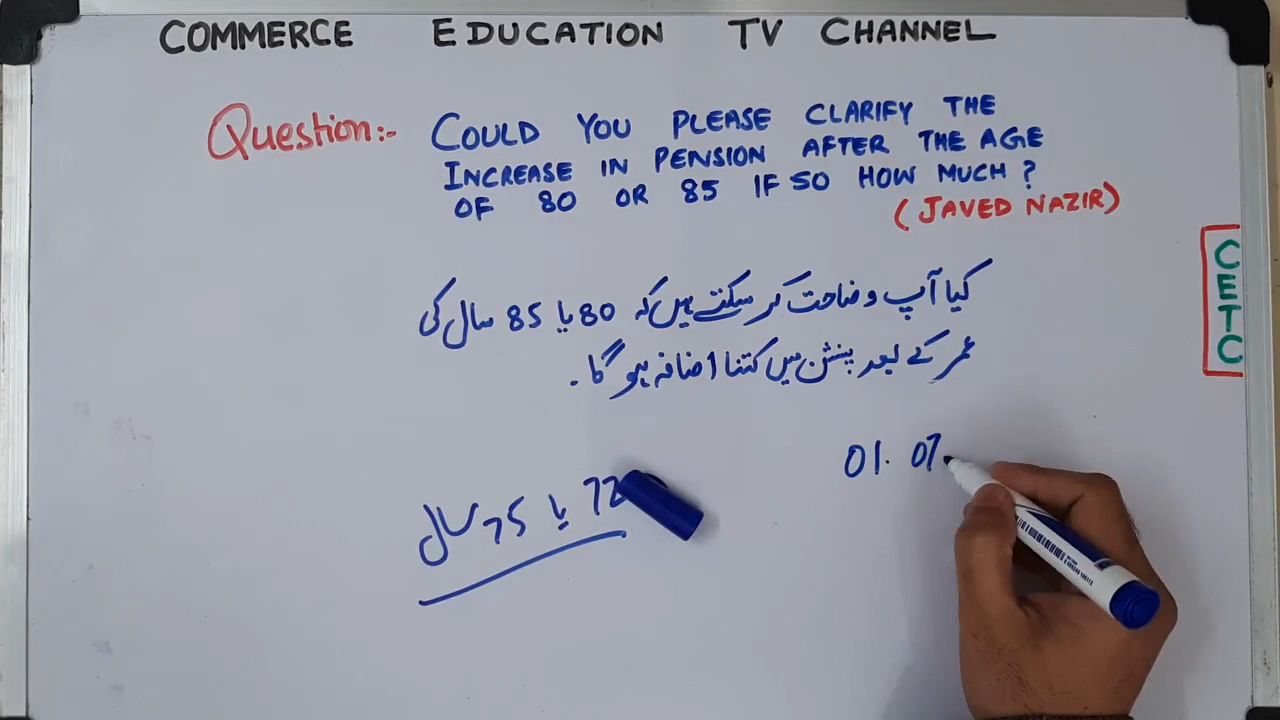 COMMERCE EDUCATION TV CHANNEL
Question:- COULD YOU PLEASE CLARIFY THE
INCREASE IN PENSION AFTER THE AGE
OF 80 OR 85 IF SO HOW MUCH?
(JAVED NAZIR)
کیا آپ وضاحت کر سکتے ہیں کہ 80 یا 85 سال کی
عمر کے بعد پنشن میں کتنا اضافہ ہو گا۔
01. 07
72 یا 75 سال
CETC